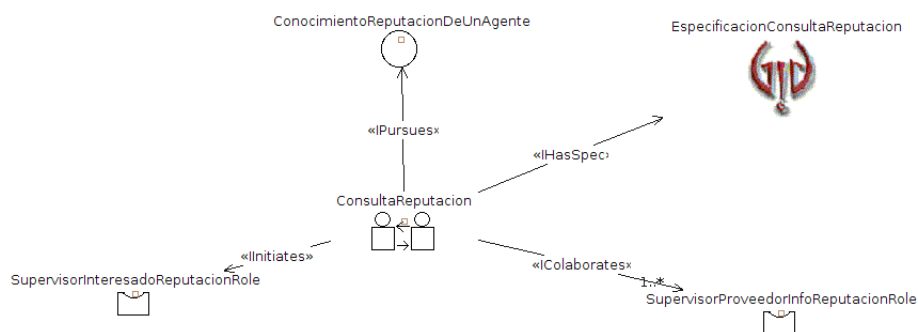 ConocimientoReputacionDeUnAgente
EspecificacionConsultaReputacion
«IPursues»
«IHasSpec›
ConsultaReputacion
«IInitiates»
«IColaborates»
SupervisorInteresadoReputacionRole
1..*
SupervisorProveedorInfoReputacionRole